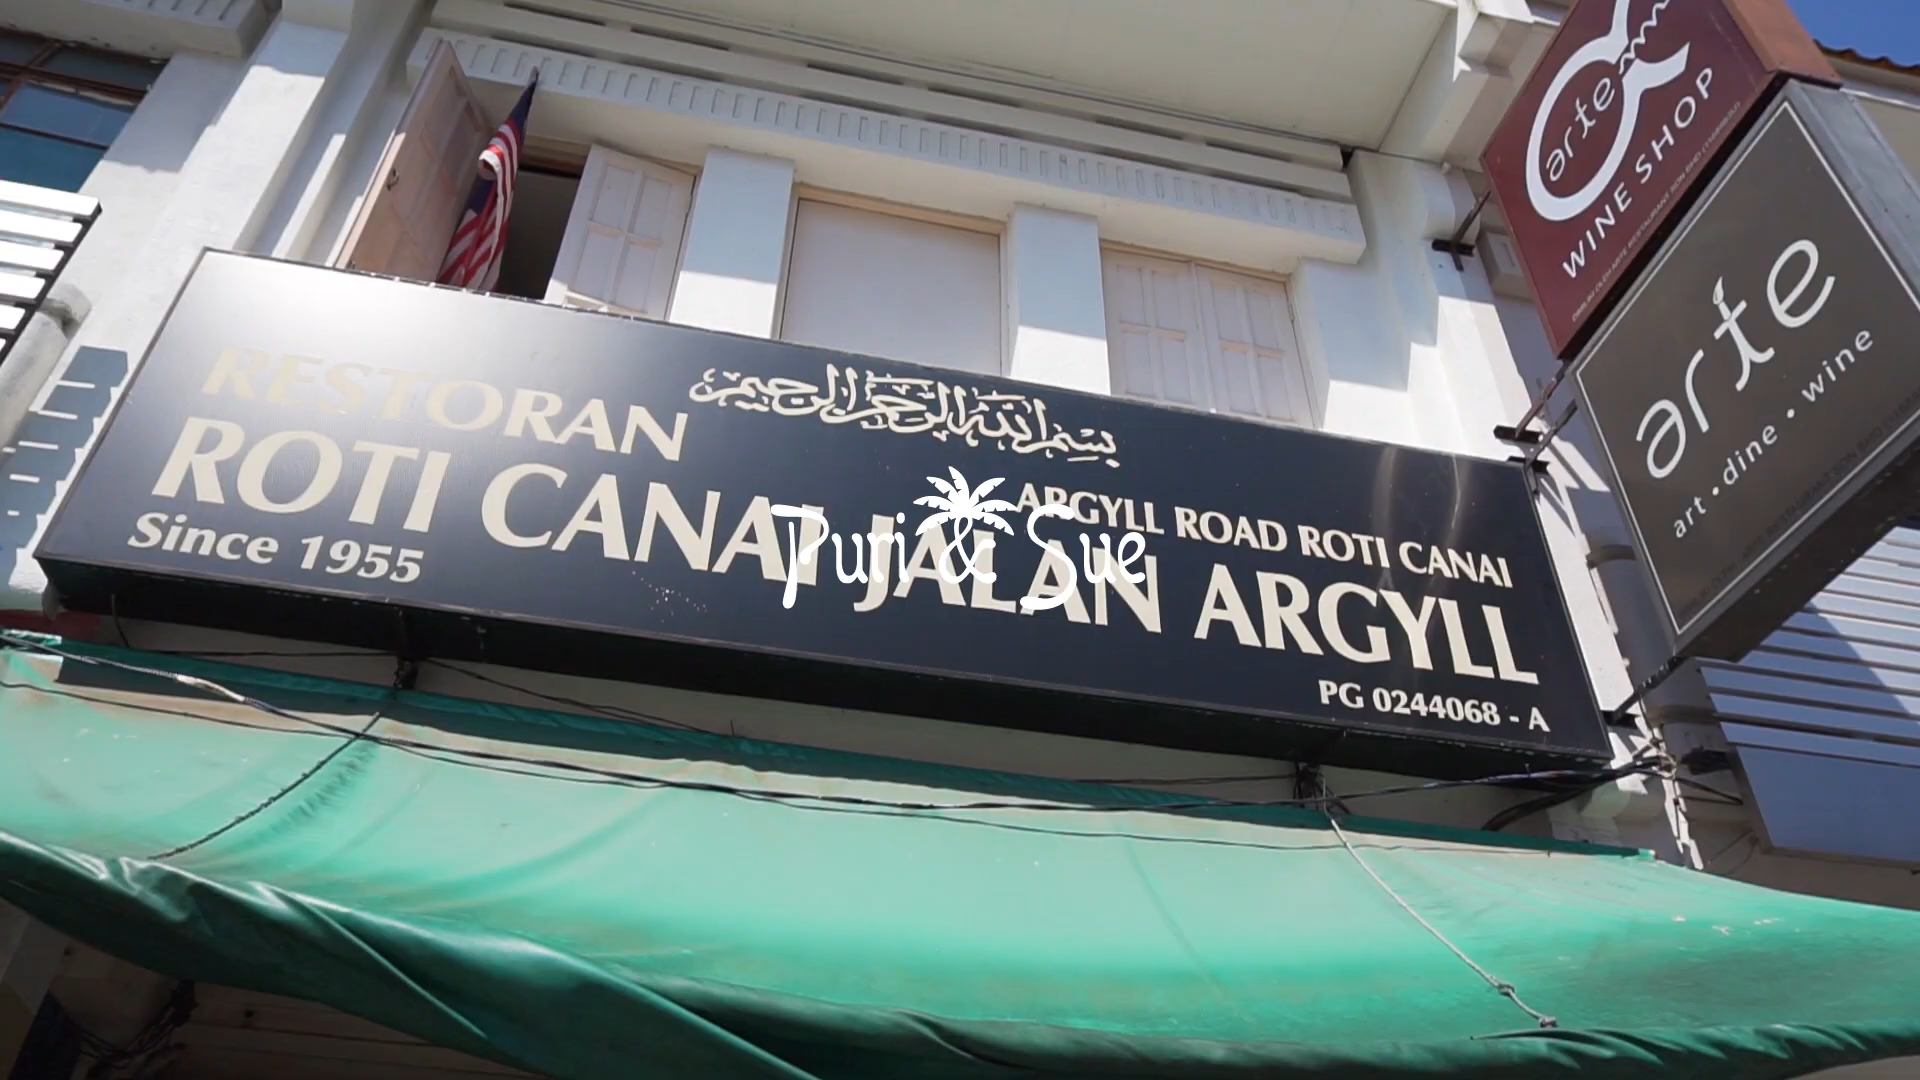 RESTORAN
بسم الله الرحمن الرحيم
ROTI CANAI JALAN ARGYLL
ARGYLL ROAD ROTI CANAI
Since 1955
PG 0244068 - A
Puri & Sue
arte
WINE SHOP
arte
art • dine • wine